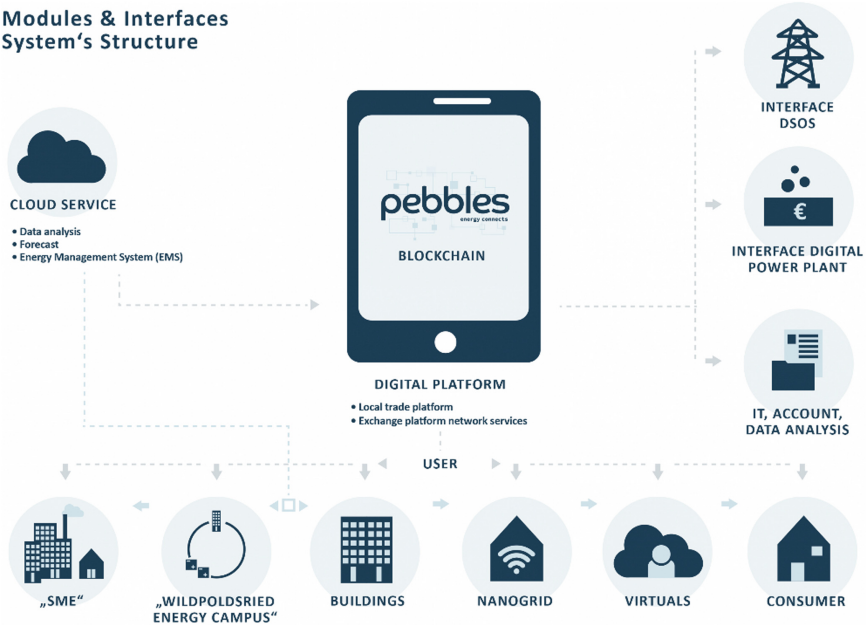 Modules & Interfaces
System‘s Structure
INTERFACE
DSOS
CLOUD SERVICE
• Data analysis
• Forecast
• Energy Management System (EMS)
pebbles
energy connects
BLOCKCHAIN
€
INTERFACE DIGITAL
POWER PLANT
DIGITAL PLATFORM
• Local trade platform
• Exchange platform network services
IT, ACCOUNT,
DATA ANALYSIS
USER
„SME“
„WILDPOLDSRIED
ENERGY CAMPUS“
BUILDINGS
NANOGRID
VIRTUALS
CONSUMER